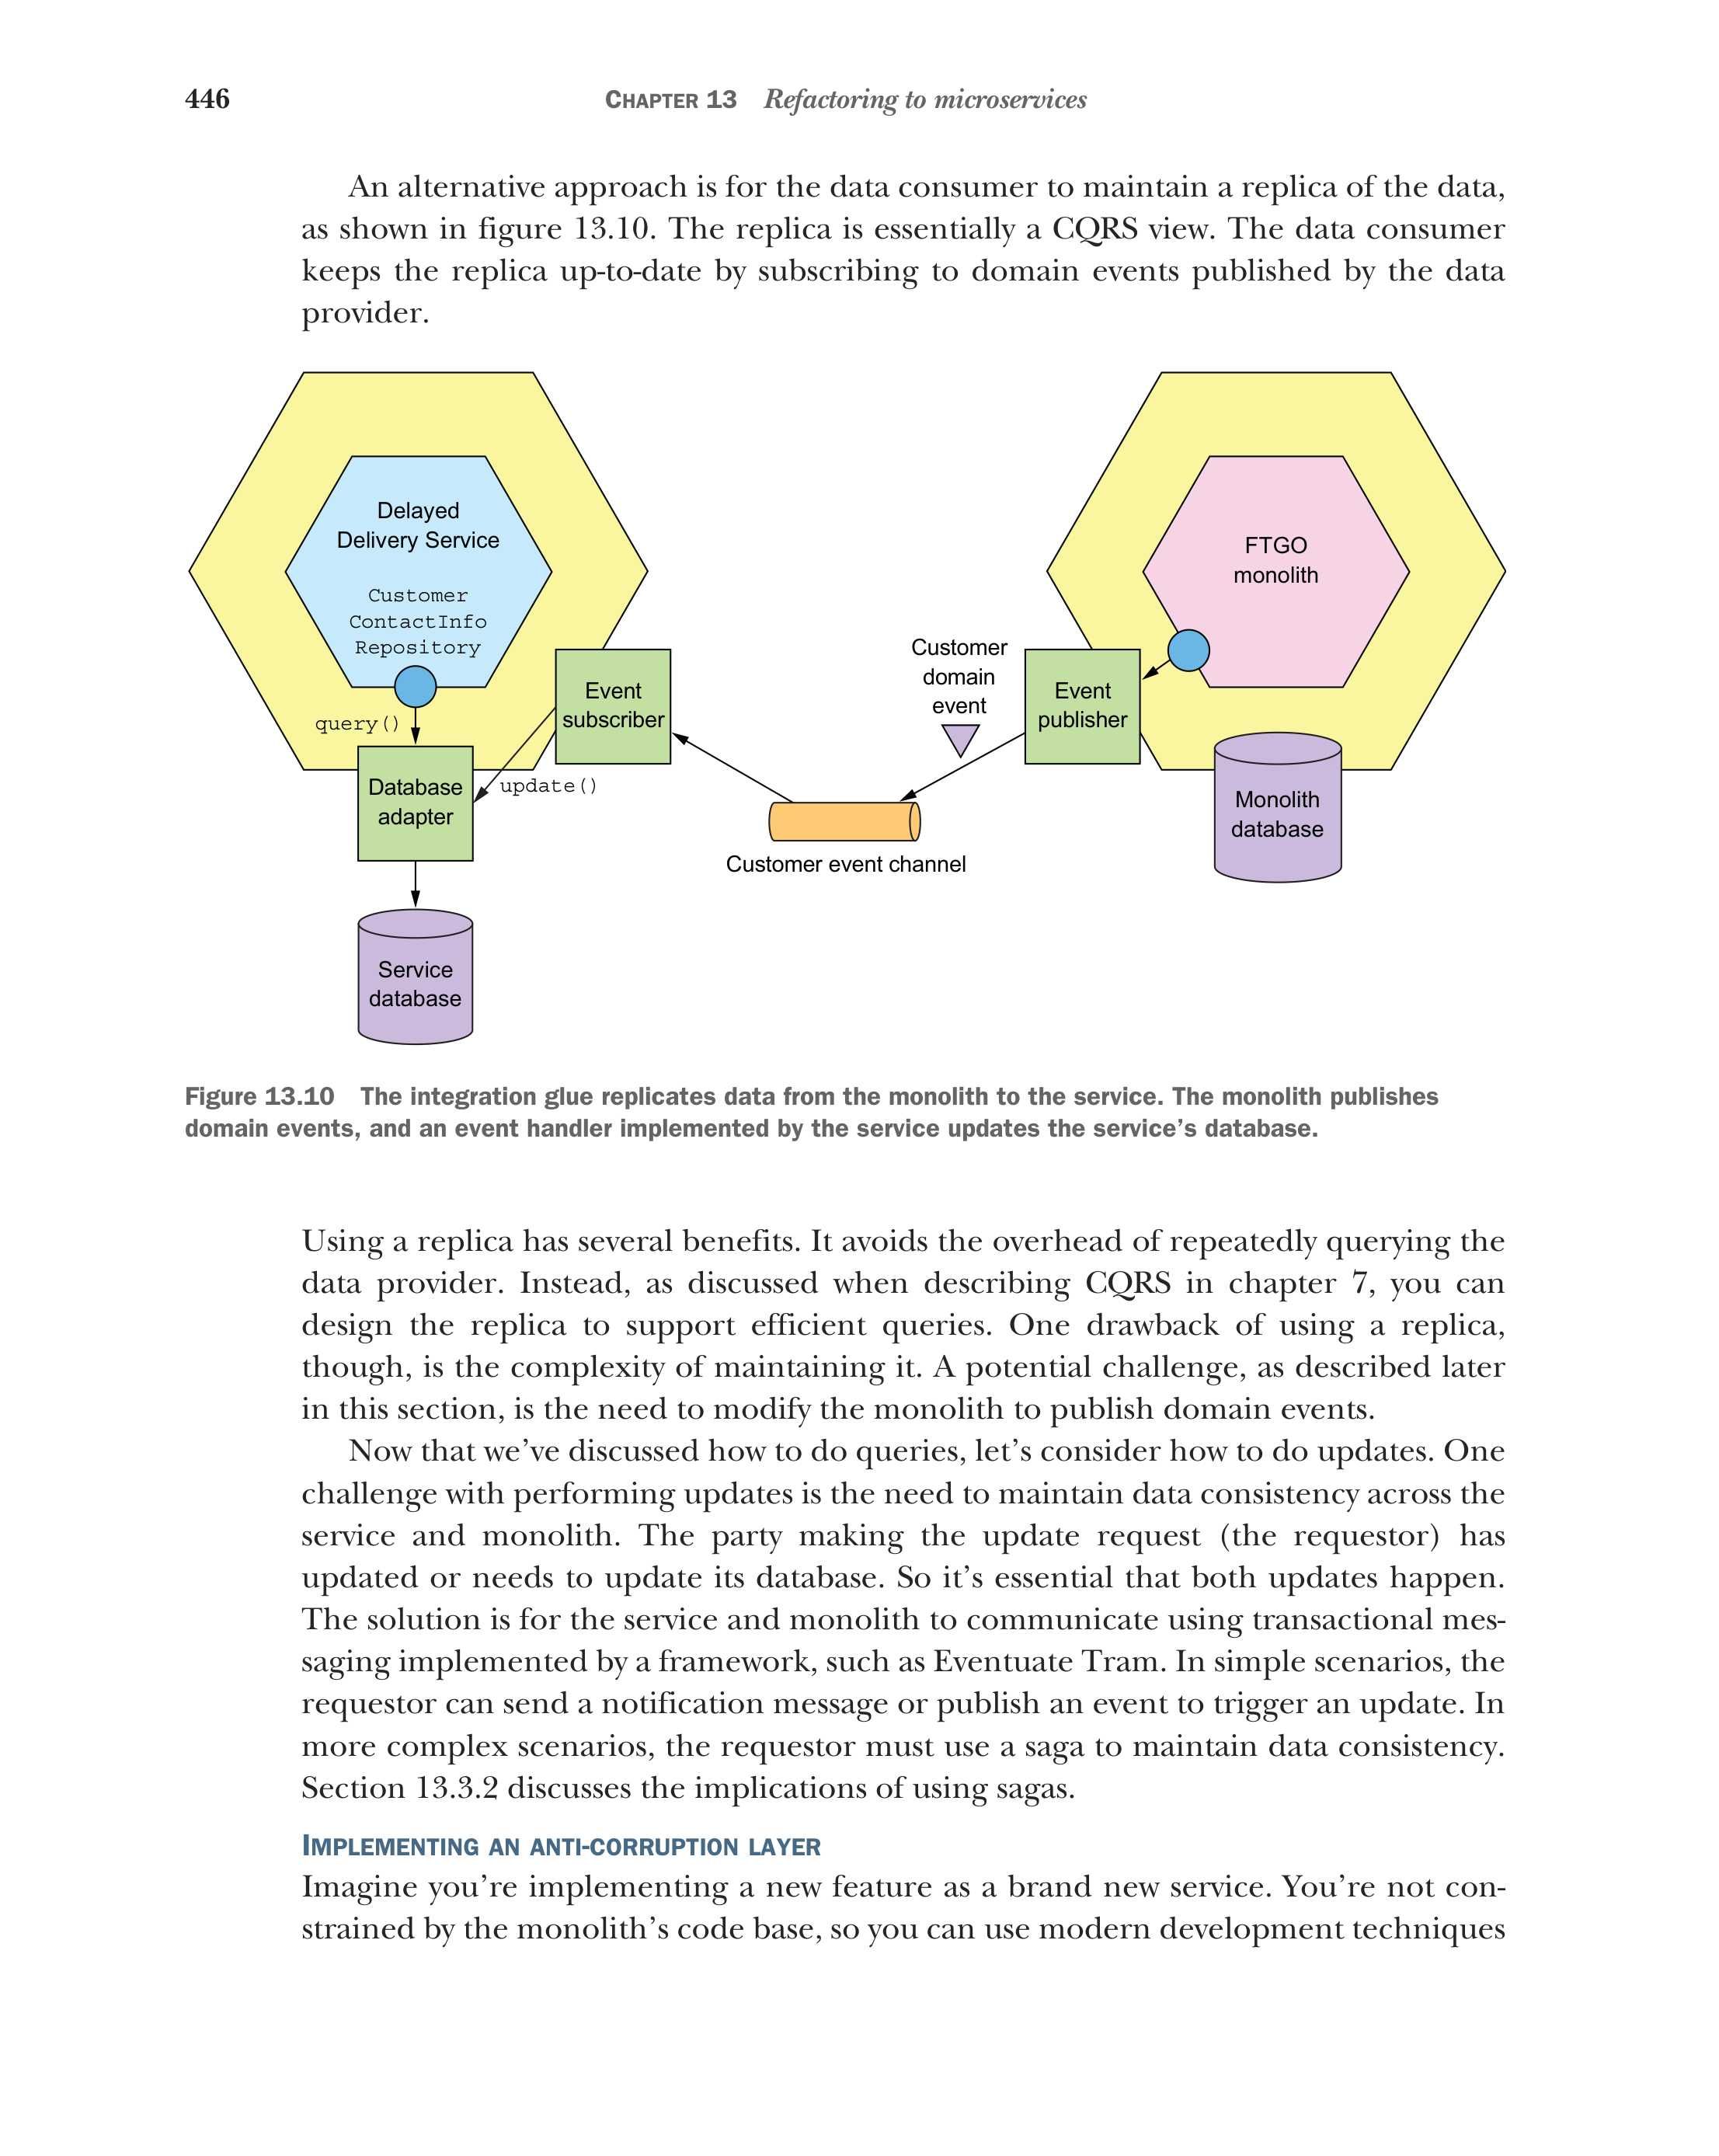 446
CHAPTER 13 Refactoring to microservices
An alternative approach is for the data consumer to maintain a replica of the data,
as shown in figure 13.10. The replica is essentially a CQRS view. The data consumer
keeps the replica up-to-date by subscribing to domain events published by the data
provider.
Delayed
Delivery Service
Customer
ContactInfo
Repository
query()
Event
subscriber
Database
adapter
update()
Service
database
Customer event channel
Customer
domain
event
Event
publisher
FTGO
monolith
Monolith
database
Figure 13.10 The integration glue replicates data from the monolith to the service. The monolith publishes
domain events, and an event handler implemented by the service updates the service’s database.
Using a replica has several benefits. It avoids the overhead of repeatedly querying the
data provider. Instead, as discussed when describing CQRS in chapter 7, you can
design the replica to support efficient queries. One drawback of using a replica,
though, is the complexity of maintaining it. A potential challenge, as described later
in this section, is the need to modify the monolith to publish domain events.
Now that we’ve discussed how to do queries, let’s consider how to do updates. One
challenge with performing updates is the need to maintain data consistency across the
service and monolith. The party making the update request (the requestor) has
updated or needs to update its database. So it’s essential that both updates happen.
The solution is for the service and monolith to communicate using transactional mes-
saging implemented by a framework, such as Eventuate Tram. In simple scenarios, the
requestor can send a notification message or publish an event to trigger an update. In
more complex scenarios, the requestor must use a saga to maintain data consistency.
Section 13.3.2 discusses the implications of using sagas.
IMPLEMENTING AN ANTI-CORRUPTION LAYER
Imagine you’re implementing a new feature as a brand new service. You’re not con-
strained by the monolith’s code base, so you can use modern development techniques